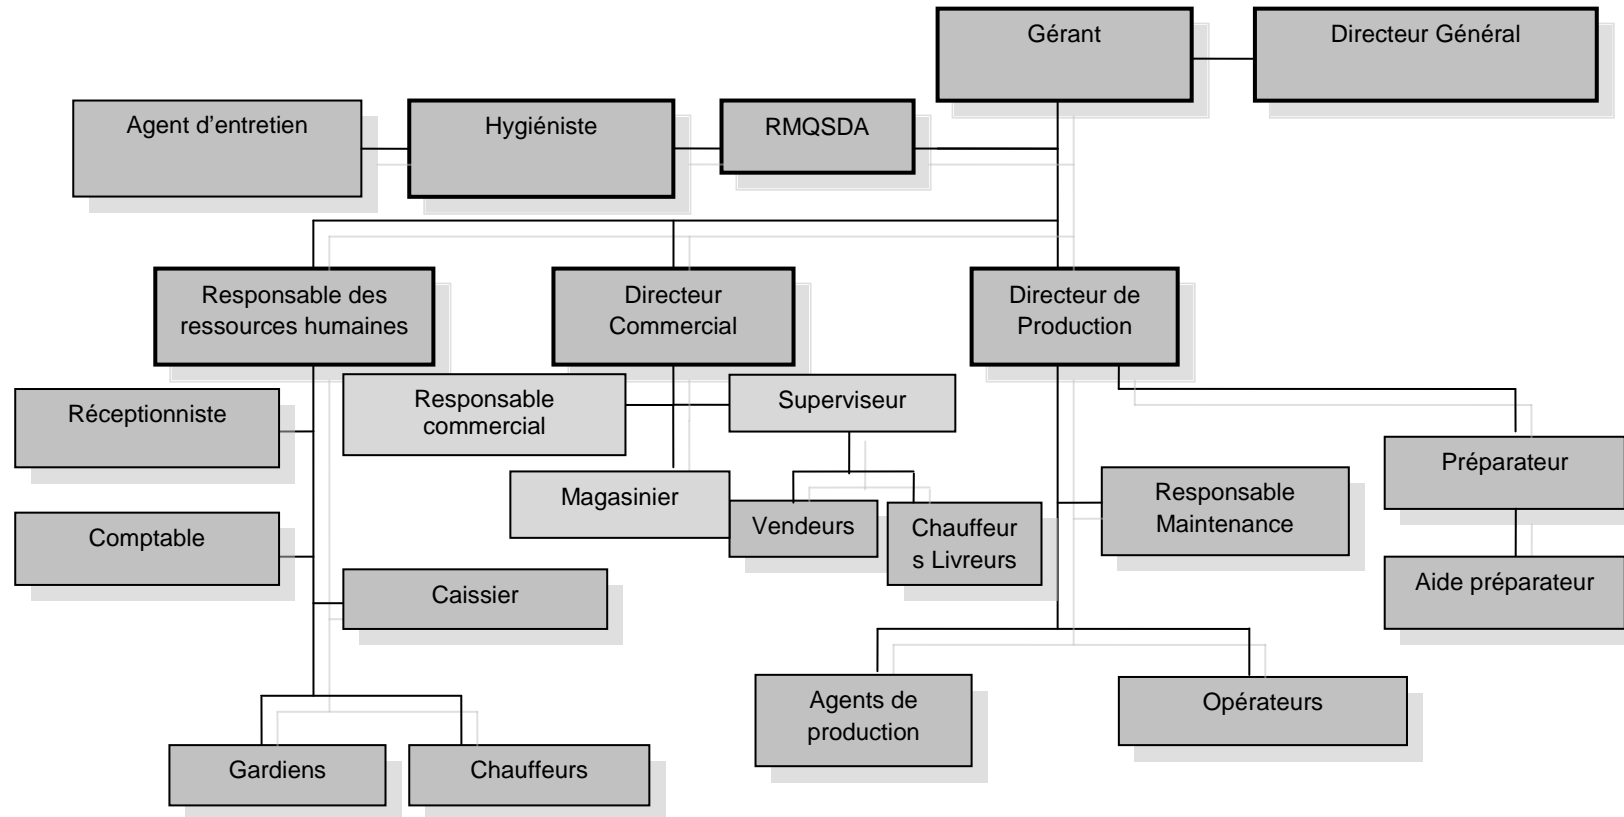 Gérant
Directeur Général
Agent d'entretien
Hygiéniste
RMQSDA
Responsable des
ressources humaines
Directeur
Commercial
Directeur de
Production
Réceptionniste
Responsable
commercial
Superviseur
Préparateur
Magasinier
Responsable
Maintenance
Vendeurs
Chauffeur
s Livreurs
Comptable
Aide préparateur
Caissier
Agents de
production
Opérateurs
Gardiens
Chauffeurs